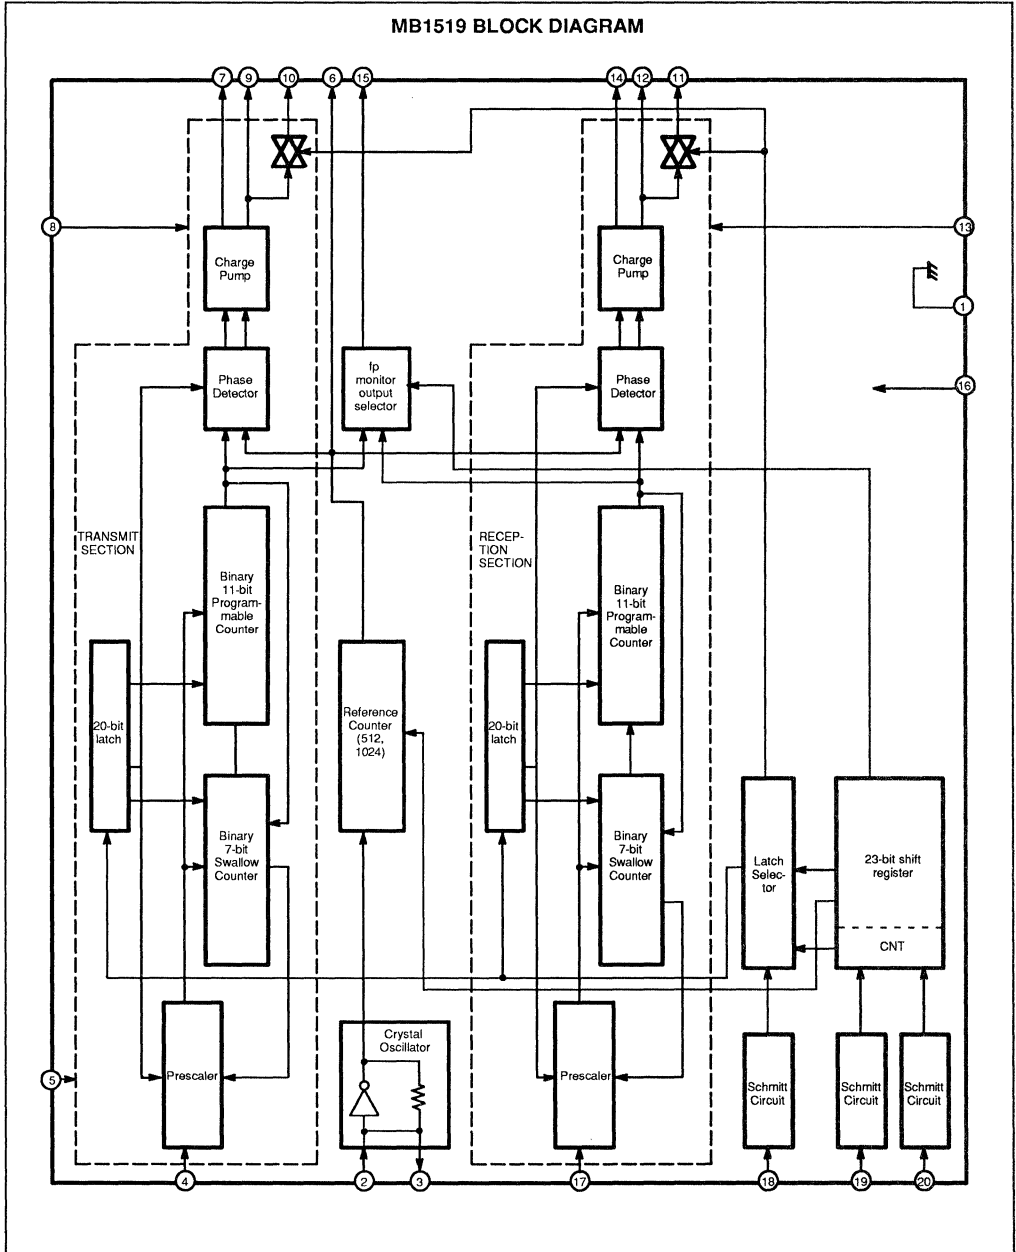 MB1519 BLOCK DIAGRAM
7
9
10
6
15
14
12
11
8
13
1
16
Charge
Pump
Charge
Pump
Phase
Detector
fp
monitor
output
selector
Phase
Detector
TRANSMIT
SECTION
RECEP-
TION
SECTION
Binary
11-bit
Program-
mable
Counter
Binary
11-bit
Program-
mable
Counter
20-bit
latch
Reference
Counter
(512,
1024)
20-bit
latch
Binary
7-bit
Swallow
Counter
Binary
7-bit
Swallow
Counter
Latch
Selec-
tor
23-bit shift
register
CNT
Crystal
Oscillator
Prescaler
Prescaler
Schmitt
Circuit
Schmitt
Circuit
Schmitt
Circuit
5
4
2
3
17
18
19
20